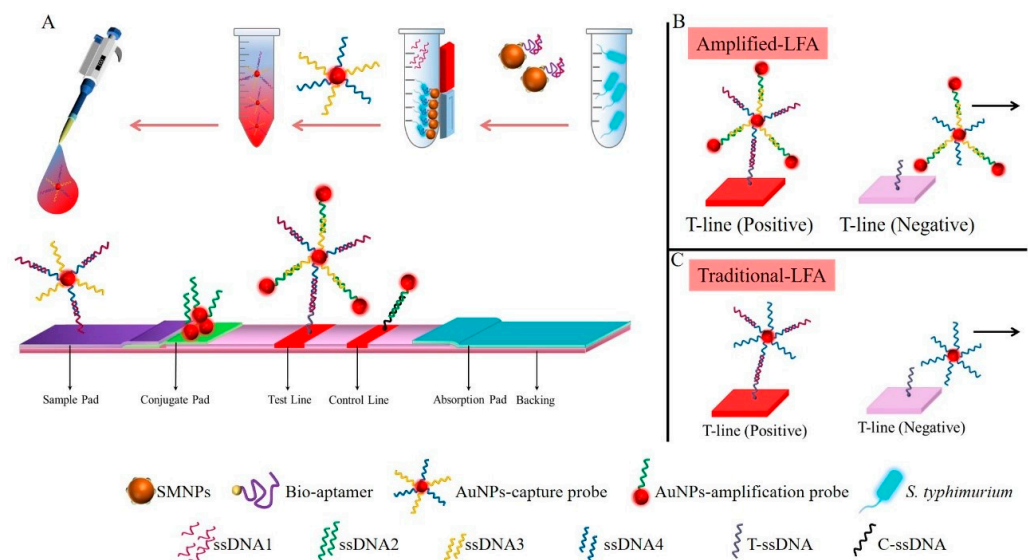 A
B
Amplified-LFA
T-line (Positive)
T-line (Negative)
C
Traditional-LFA
T-line (Positive)
T-line (Negative)
Sample Pad
Conjugate Pad
Test Line
Control Line
Absorption Pad
Backing
SMNPs
Bio-aptamer
AuNPs-capture probe
AuNPs-amplification probe
S. typhimurium
ssDNA1
ssDNA2
ssDNA3
ssDNA4
T-ssDNA
C-ssDNA